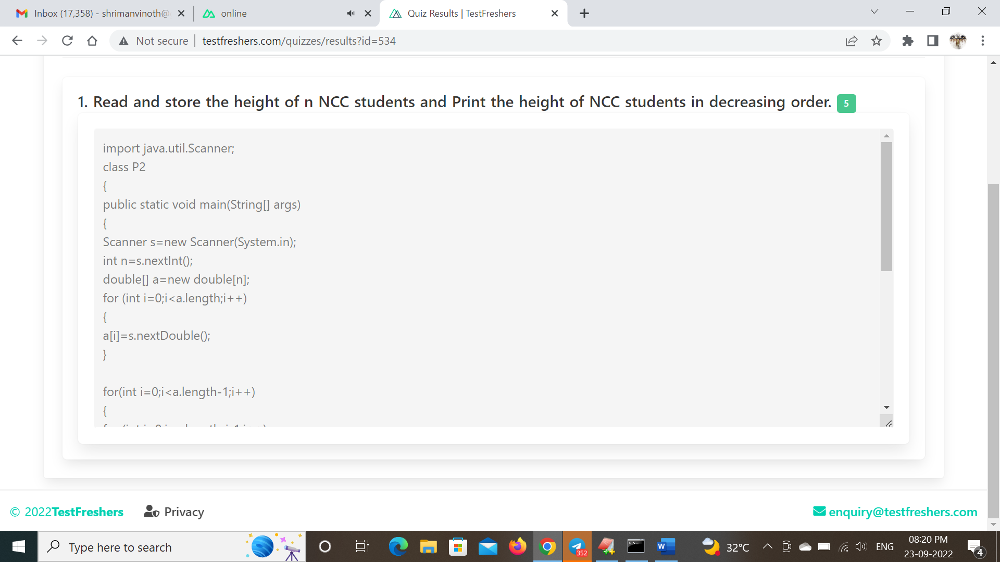 Inbox (17,358) - shrimanvinoth@
online
Quiz Results | TestFreshers
Not secure
testfreshers.com/quizzes/results?id=534
1. Read and store the height of n NCC students and Print the height of NCC students in decreasing order. 5
import java.util.Scanner;
class P2
{
public static void main(String[] args)
{
Scanner s=new Scanner(System.in);
int n=s.nextInt();
double[] a=new double[n];
for (int i=0;i<a.length;i++)
{
a[i]=s.nextDouble();
}
for(int i=0;i<a.length-1;i++)
{
© 2022TestFreshers
Privacy
enquiry@testfreshers.com
Type here to search
352
32°C
ENG
08:20 PM
23-09-2022
4